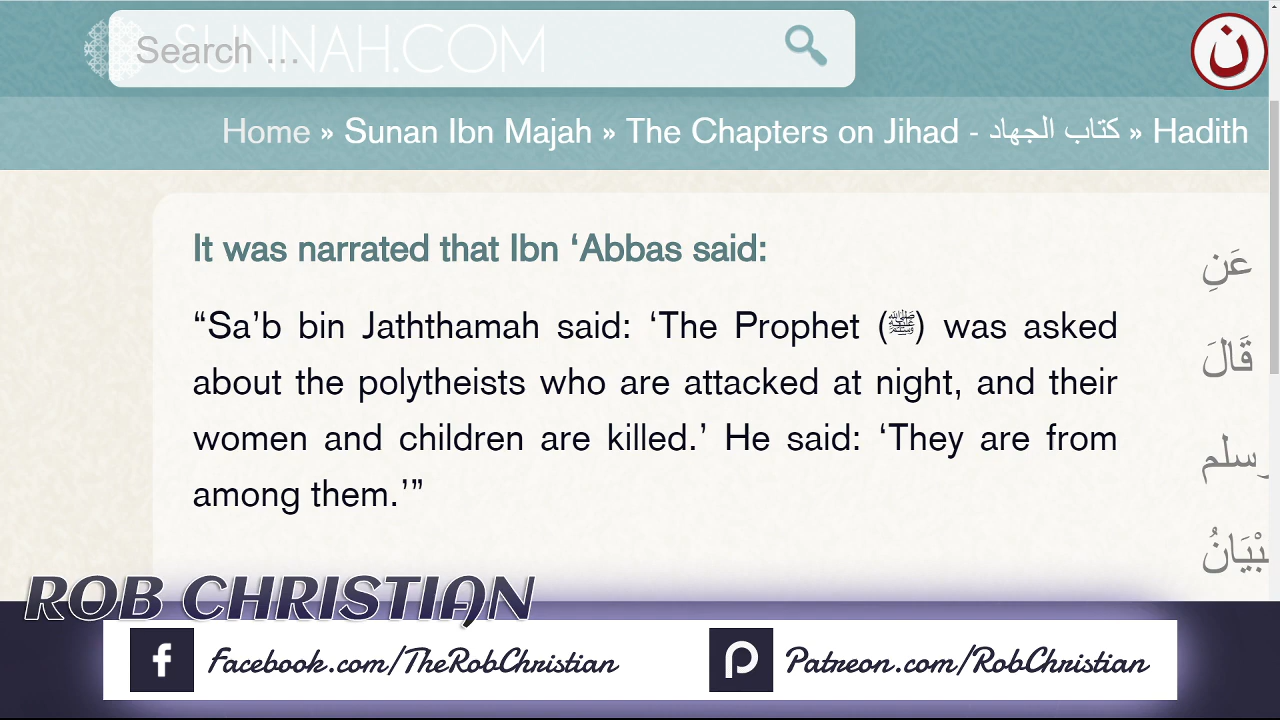 SUNNAH.COM
Search ...
ن
Home » Sunan Ibn Majah » The Chapters on Jihad - كتاب الجهاد » Hadith
It was narrated that Ibn ‘Abbas said:
“Sa’b bin Jaththamah said: ‘The Prophet (ﷺ) was asked
about the polytheists who are attacked at night, and their
women and children are killed.’ He said: ‘They are from
among them.’”
عَنِ
قَالَ
ROB CHRISTIAN
Facebook.com/TheRobChristian
Patreon.com/RobChristian